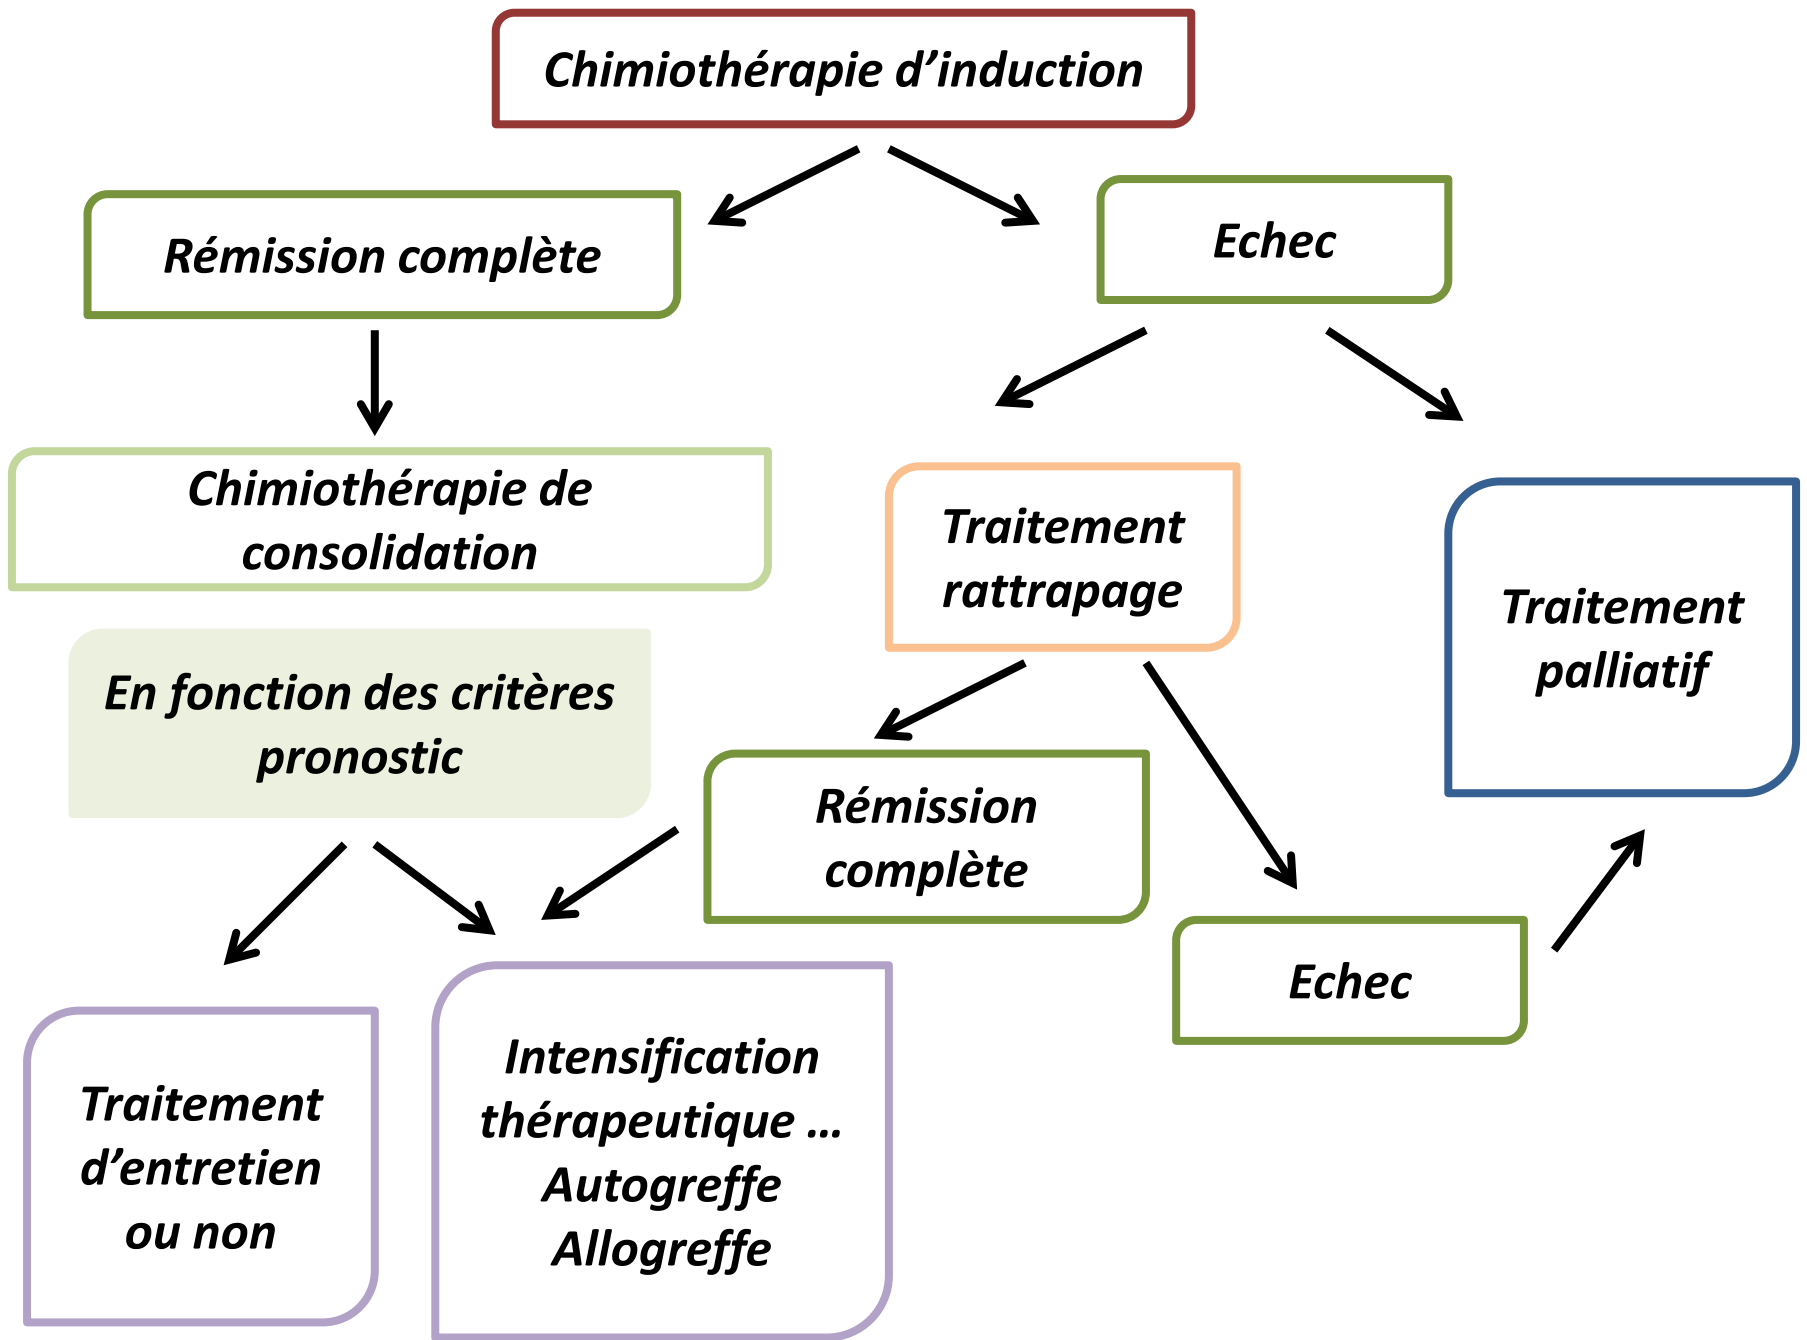 Chimiothérapie d’induction
Rémission complète
Echec
Chimiothérapie de
consolidation
Traitement
rattrapage
Traitement
palliatif
En fonction des critères
pronostic
Rémission
complète
Echec
Traitement
d’entretien
ou non
Intensification
thérapeutique ...
Autogreffe
Allogreffe